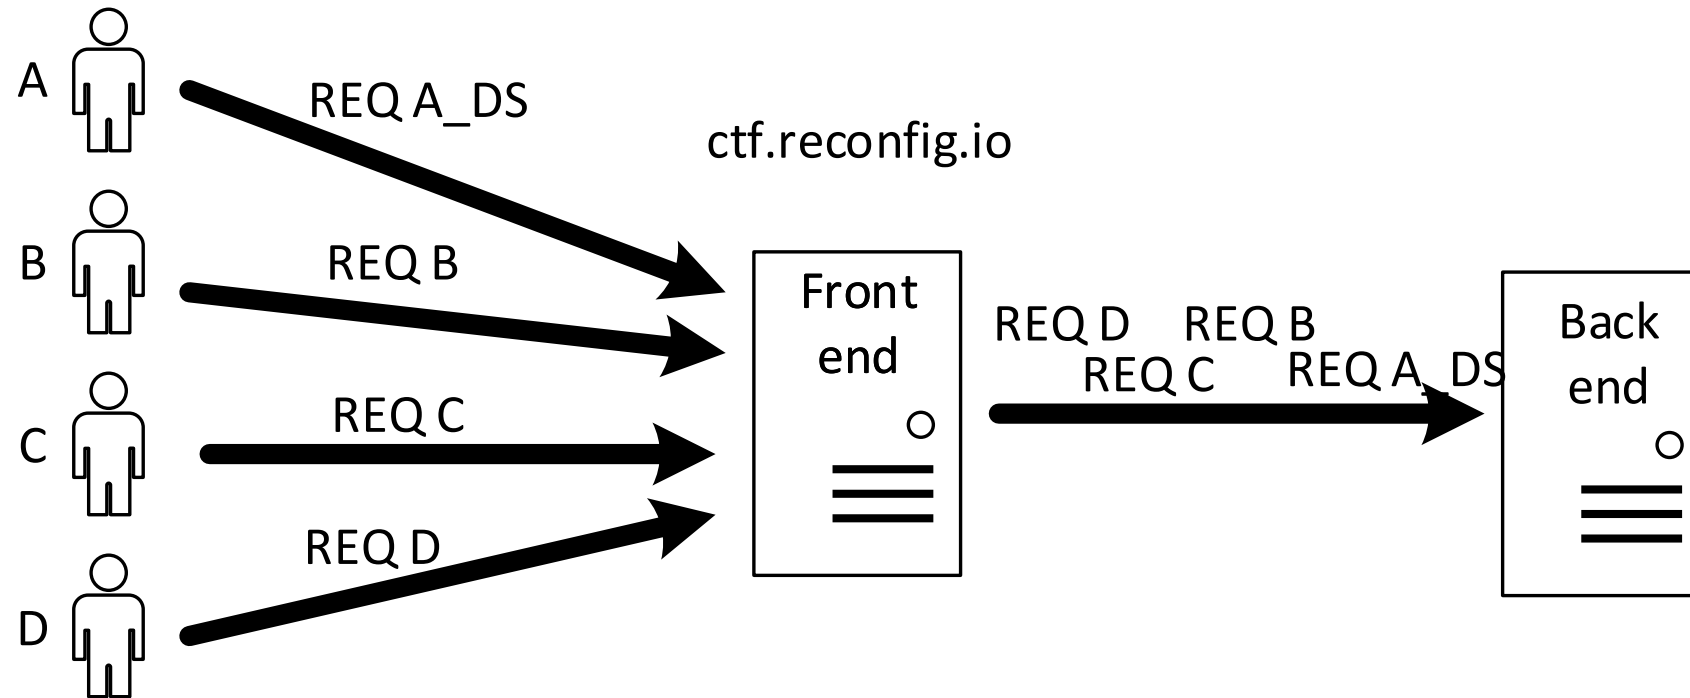 A
REQ A_DS
ctf.reconfig.io
B
REQ B
Front
end
REQ D
REQ B
REQ C
REQ A_DS
Back
end
C
REQ C
D
REQ D